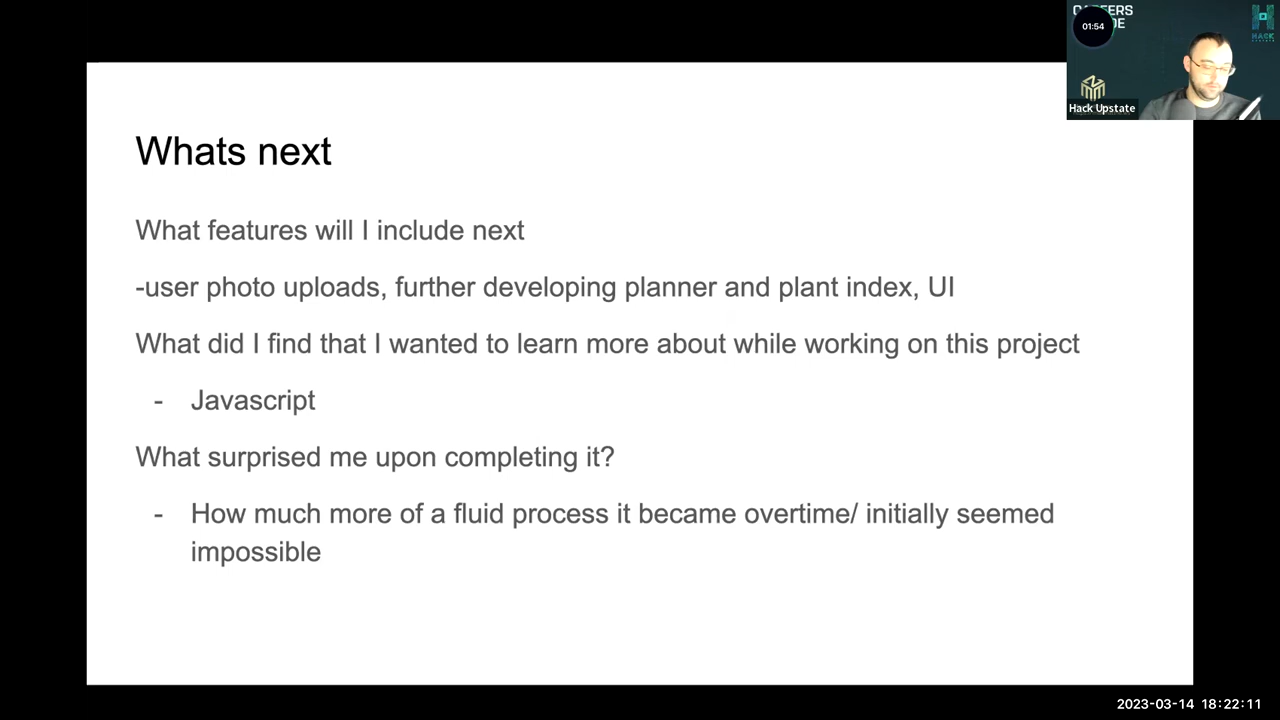 Whats next
What features will I include next
-user photo uploads, further developing planner and plant index, UI
What did I find that I wanted to learn more about while working on this project
- Javascript
What surprised me upon completing it?
- How much more of a fluid process it became overtime/ initially seemed
impossible
01:54
HACK
Hack Upstate
2023-03-14 18:22:11